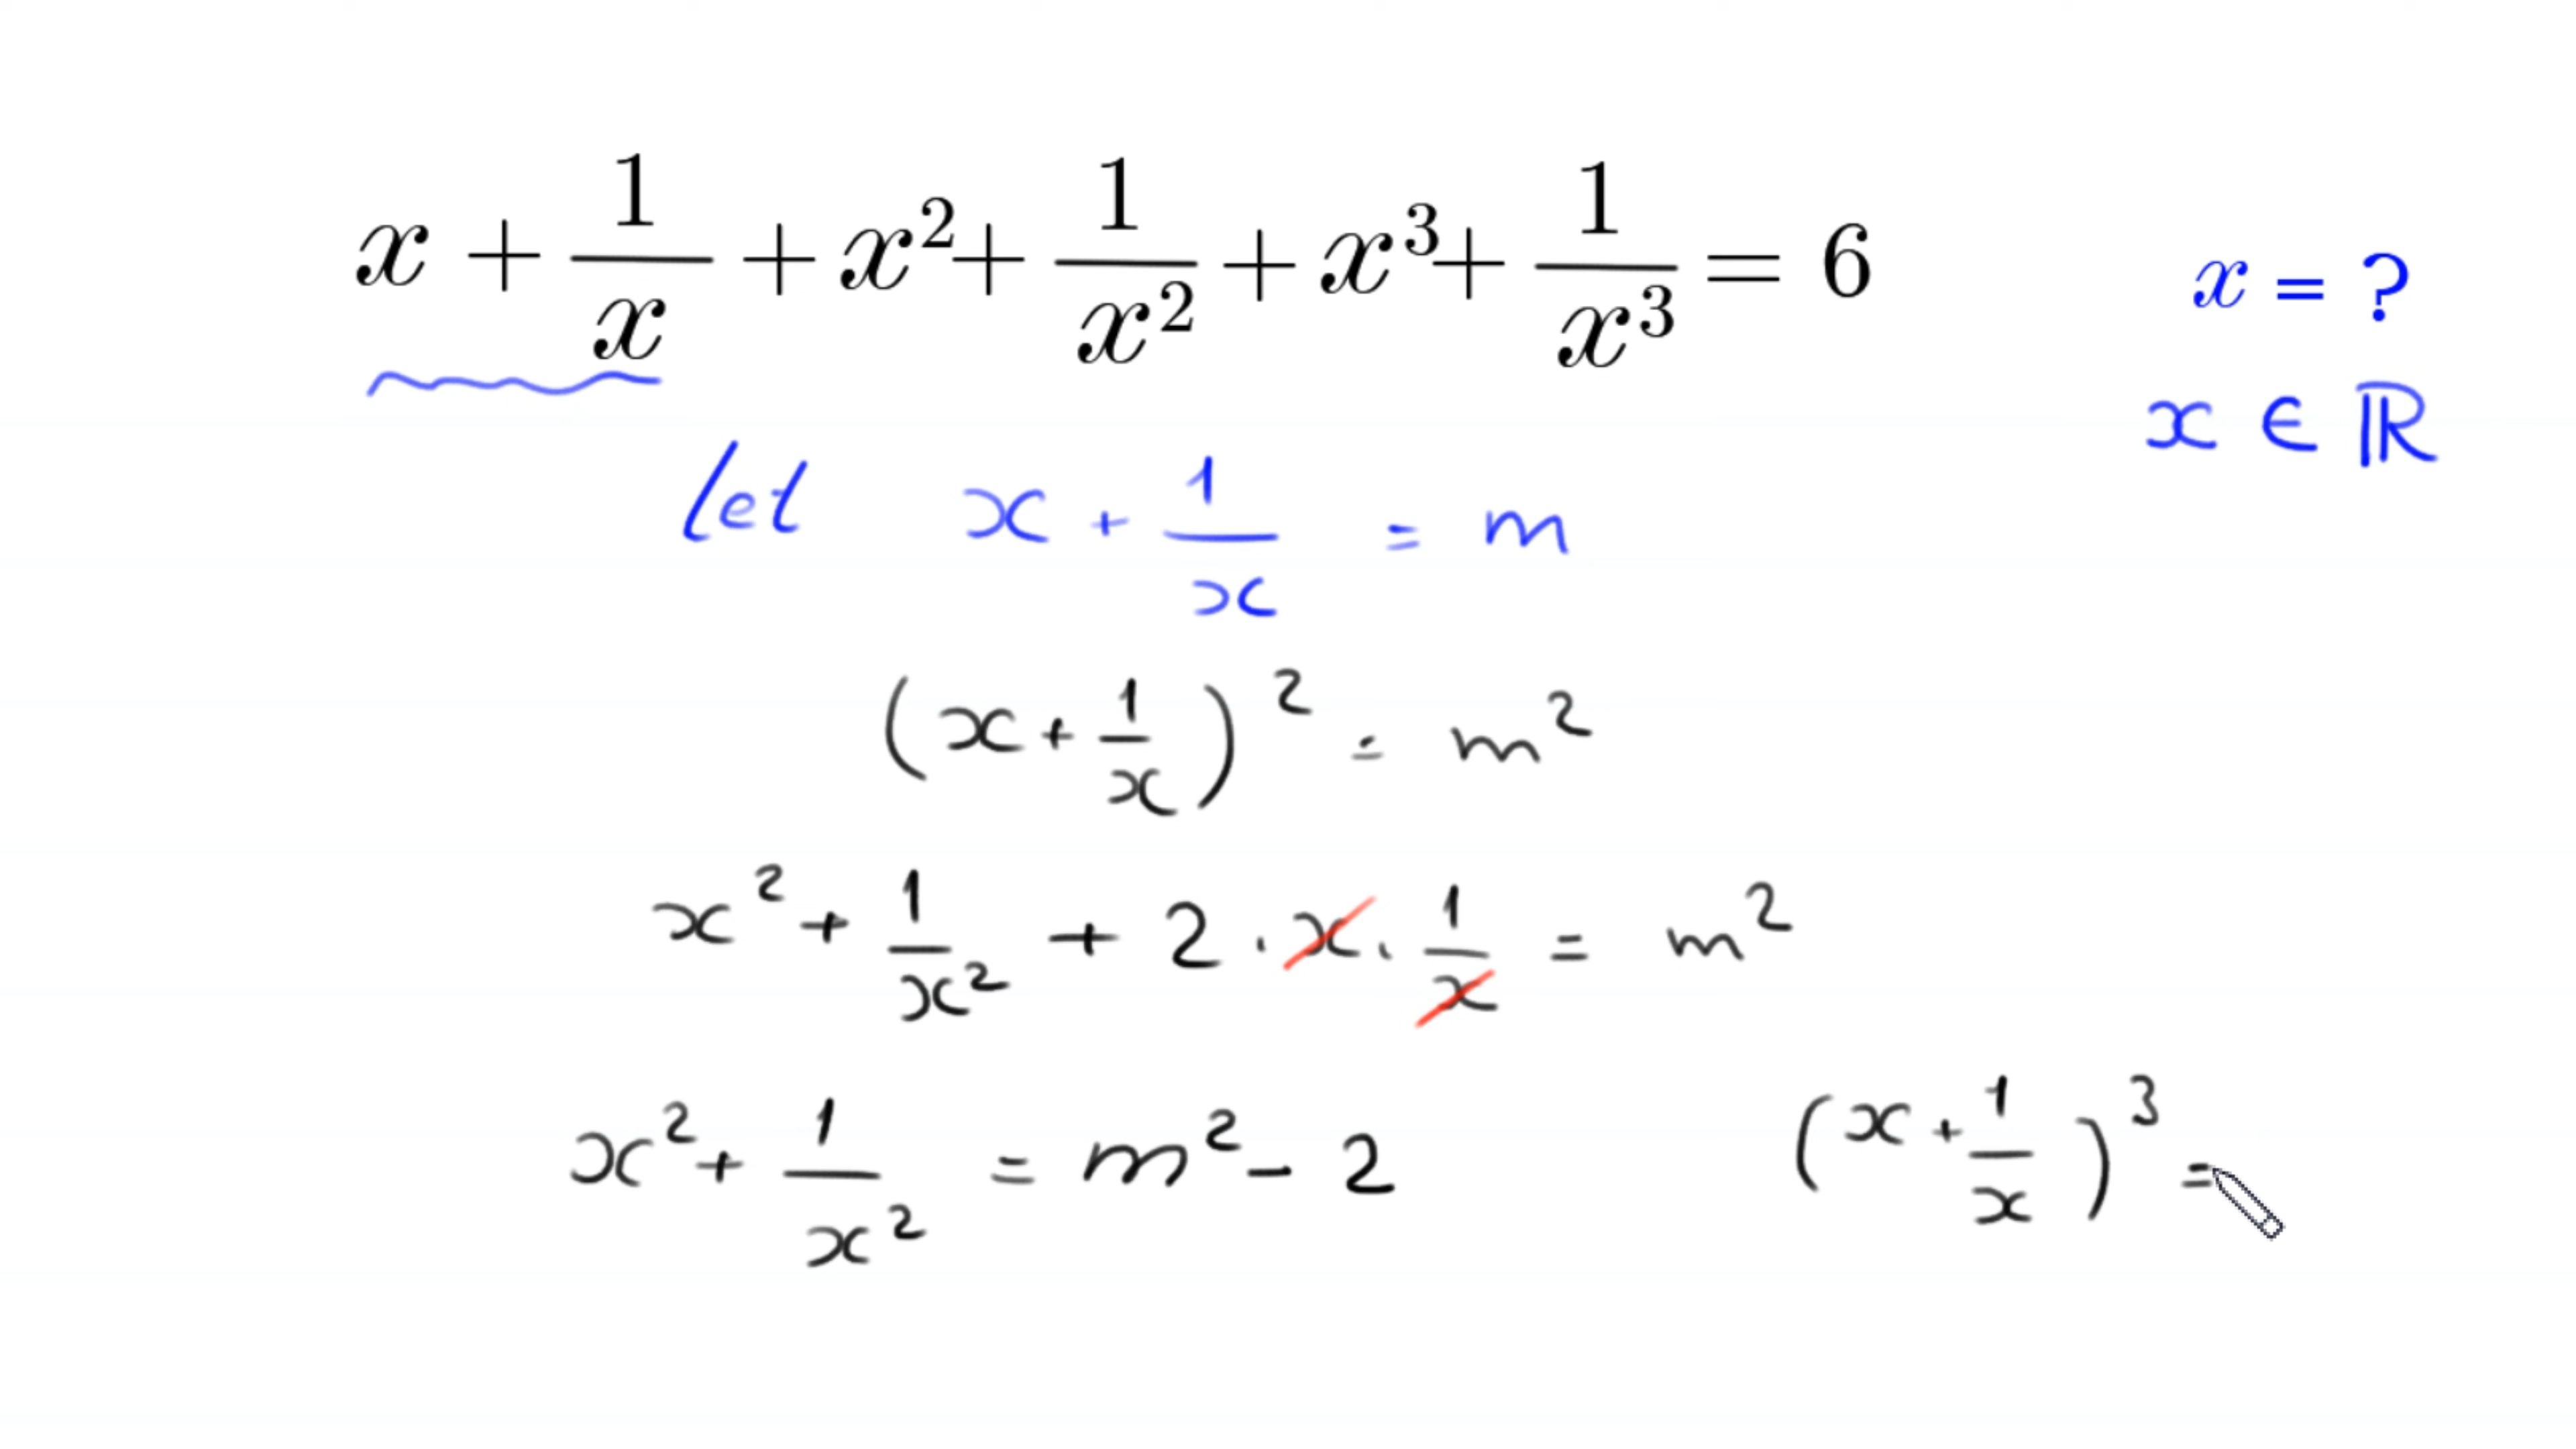 x + 1/x + x² + 1/x² + x³ + 1/x³ = 6
x = ?
x ∈ ℝ
let x + 1/x = m
(x + 1/x)² = m²
x² + 1/x² + 2 · x · 1/x = m²
x² + 1/x² = m² - 2
(x + 1/x)³ =